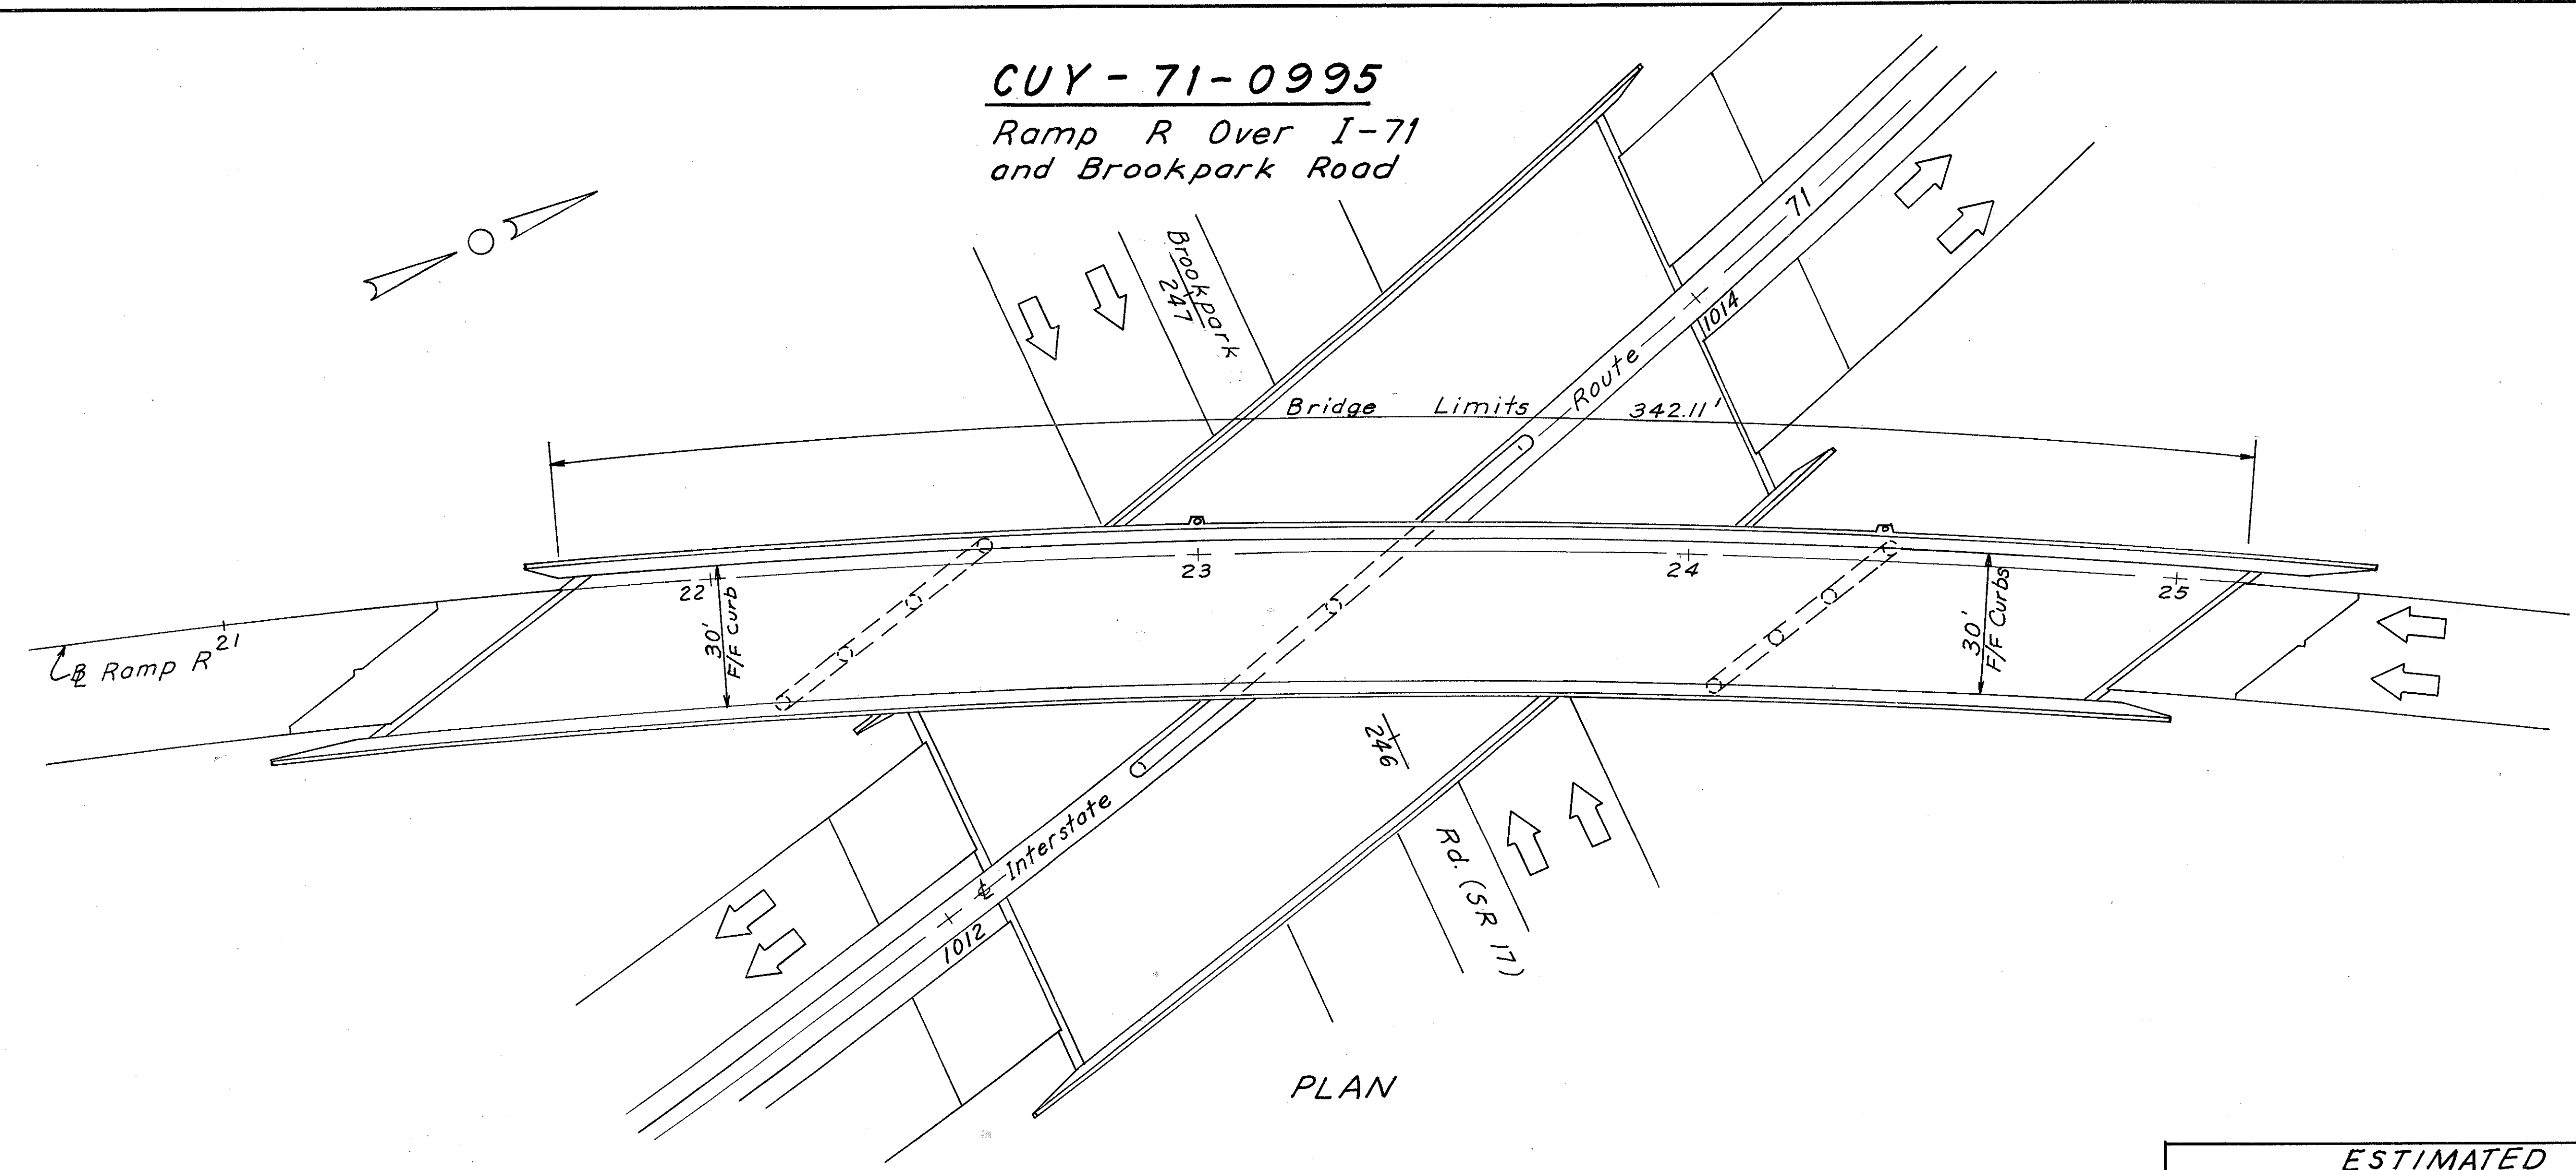 CUY - 71-0995
Ramp R Over I-71
and Brookpark Road
Brookpark
247
71
1014
Route
Bridge Limits 342.11'
22
23
24
25
21
30'
F/F Curb
30'
F/F Curbs
℄ Ramp R
246
Rd. (SR 17)
℄ Interstate
1012
PLAN
ESTIMATED